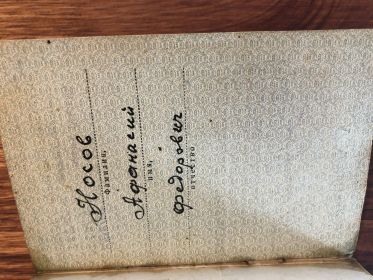 Носов
фамилия,
Афанасий
имя,
Федорович
отчество